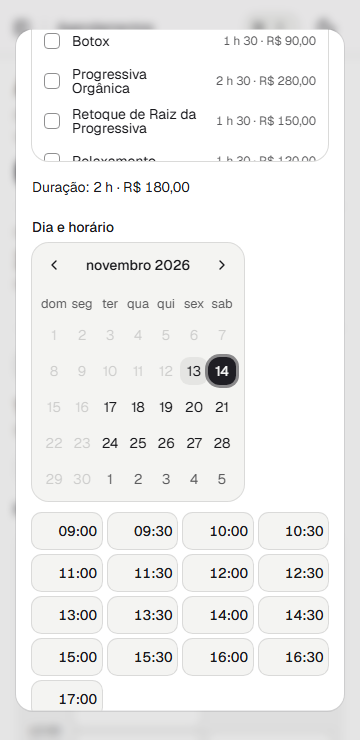 Botox 1 h 30 · R$ 90,00
Progressiva
Orgânica 2 h 30 · R$ 280,00
Retoque de Raiz da
Progressiva 1 h 30 · R$ 150,00
Relaxamento 1 h 30 · R$ 120,00
Duração: 2 h · R$ 180,00
Dia e horário
novembro 2026
dom seg ter qua qui sex sab
1 2 3 4 5 6 7
8 9 10 11 12 13 14
15 16 17 18 19 20 21
22 23 24 25 26 27 28
29 30 1 2 3 4 5
09:00 09:30 10:00 10:30
11:00 11:30 12:00 12:30
13:00 13:30 14:00 14:30
15:00 15:30 16:00 16:30
17:00